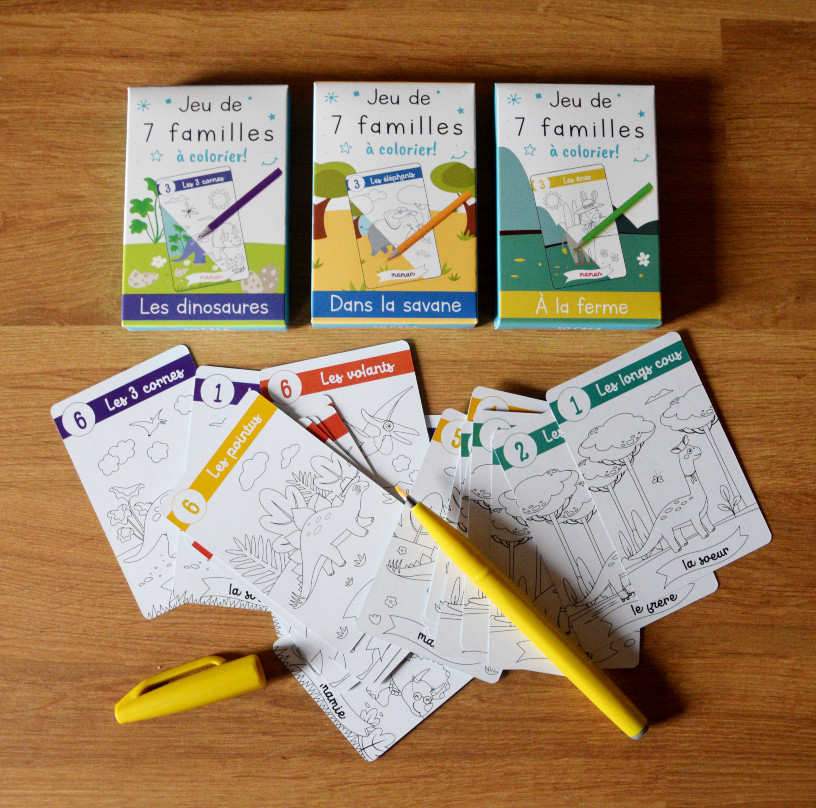 Jeu de
7 familles
à colorier!
3 Les 3 cornes
maman
Les dinosaures
Jeu de
7 familles
à colorier!
3 Les éléphants
maman
Dans la savane
Jeu de
7 familles
à colorier!
3 Les ânes
maman
À la ferme
6 Les 3 cornes
1
la
6 Les volants
6 Les pointus
5
ma
2 Les
le frère
1 Les longs cous
la soeur
mamie